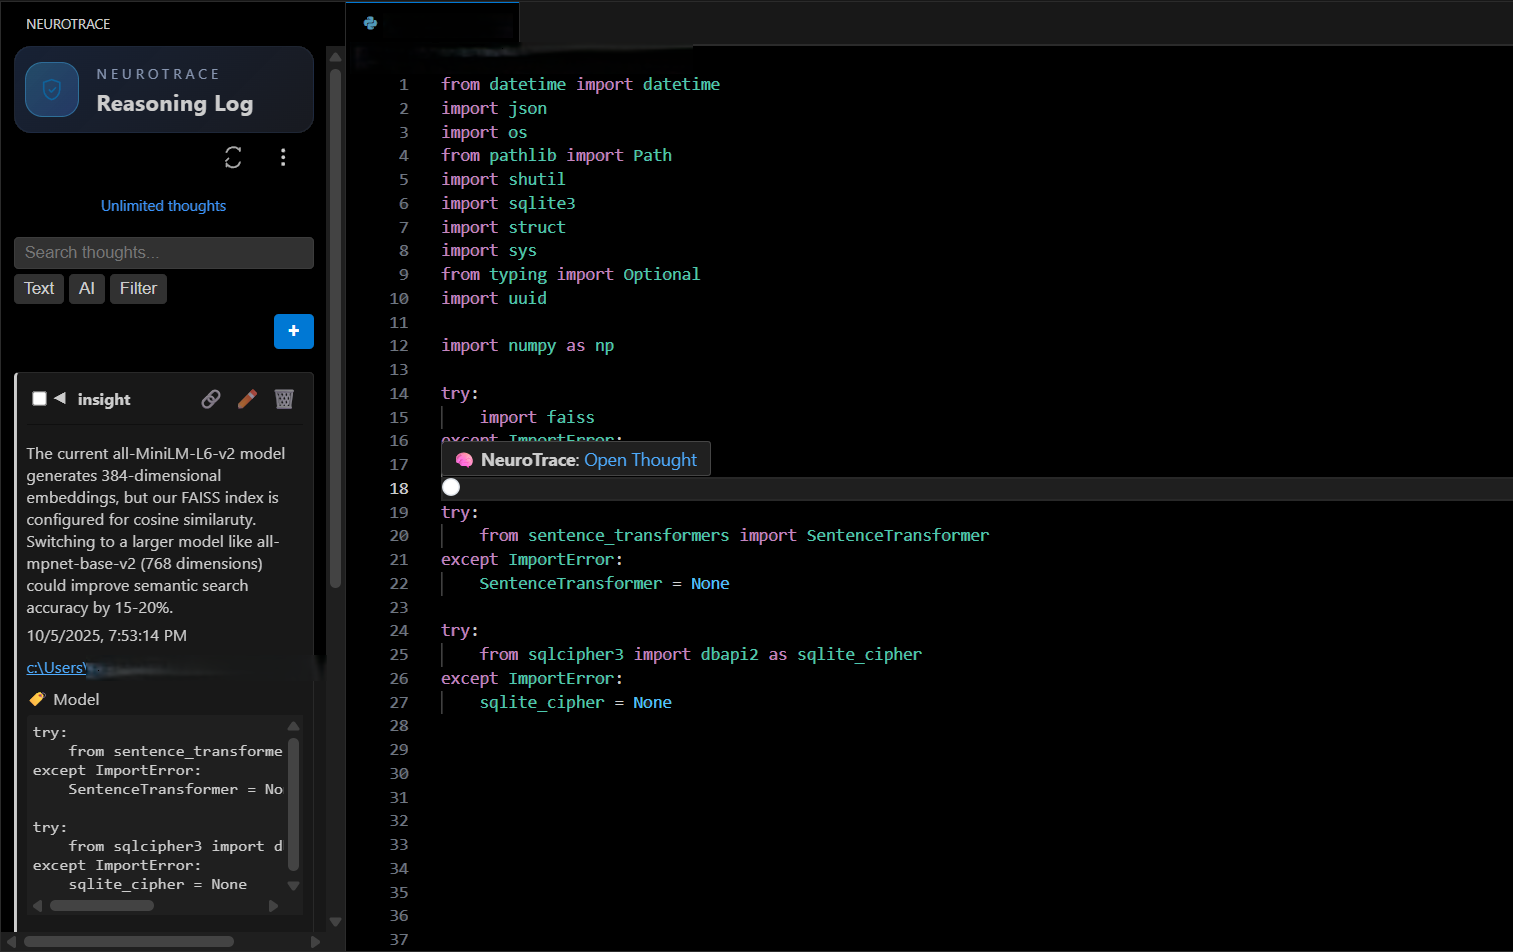 NEUROTRACE
NEUROTRACE
Reasoning Log
Unlimited thoughts
Search thoughts...
Text AI Filter
+
insight
The current all-MiniLM-L6-v2 model
generates 384-dimensional
embeddings, but our FAISS index is
configured for cosine similaruty.
Switching to a larger model like all-
mpnet-base-v2 (768 dimensions)
could improve semantic search
accuracy by 15-20%.
10/5/2025, 7:53:14 PM
c:\Users\
Model
try:
from sentence_transforme
except ImportError:
SentenceTransformer = No
try:
from sqlcipher3 import d
except ImportError:
sqlite_cipher = None
1 from datetime import datetime
2 import json
3 import os
4 from pathlib import Path
5 import shutil
6 import sqlite3
7 import struct
8 import sys
9 from typing import Optional
10 import uuid
11
12 import numpy as np
13
14 try:
15 import faiss
16 except ImportError:
17 NeuroTrace: Open Thought
18
19 try:
20 from sentence_transformers import SentenceTransformer
21 except ImportError:
22 SentenceTransformer = None
23
24 try:
25 from sqlcipher3 import dbapi2 as sqlite_cipher
26 except ImportError:
27 sqlite_cipher = None
28
29
30
31
32
33
34
35
36
37